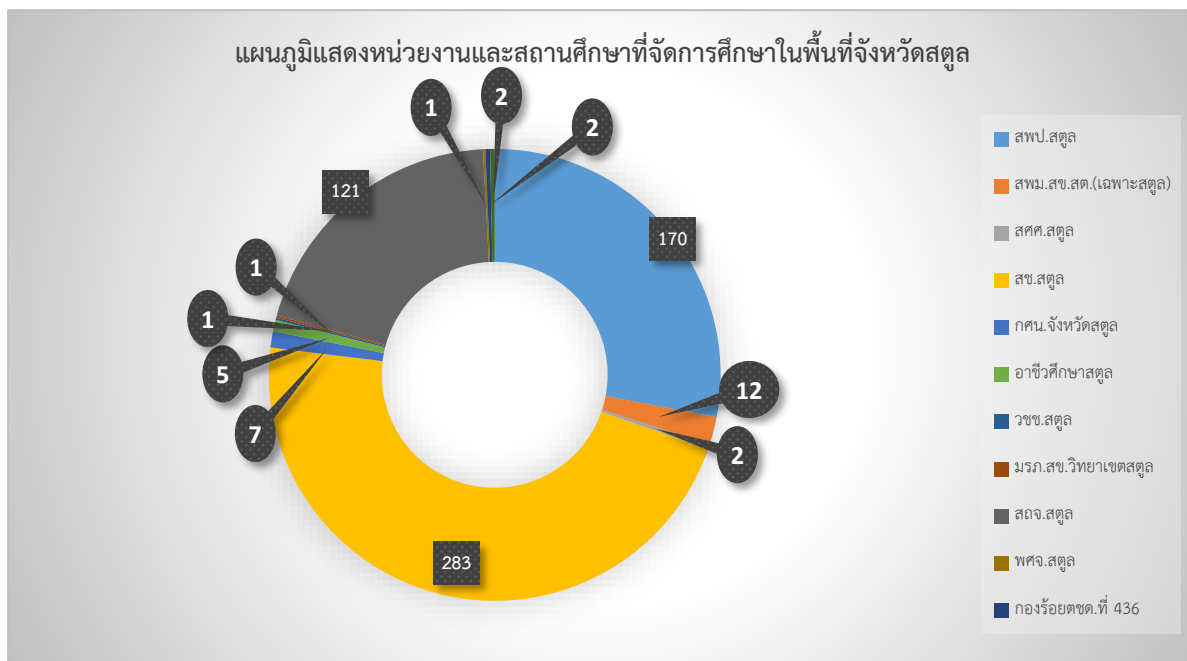 แผนภูมิแสดงหน่วยงานและสถานศึกษาที่จัดการศึกษาในพื้นที่จังหวัดสตูล
1
2
2
121
170
1
1
5
7
12
2
283
สพป.สตูล
สพม.สข.สต.(เฉพาะสตูล)
สศศ.สตูล
สช.สตูล
กศน.จังหวัดสตูล
อาชีวศึกษาสตูล
วชช.สตูล
มรภ.สข.วิทยาเขตสตูล
สถจ.สตูล
พศจ.สตูล
กองร้อยตชด.ที่ 436